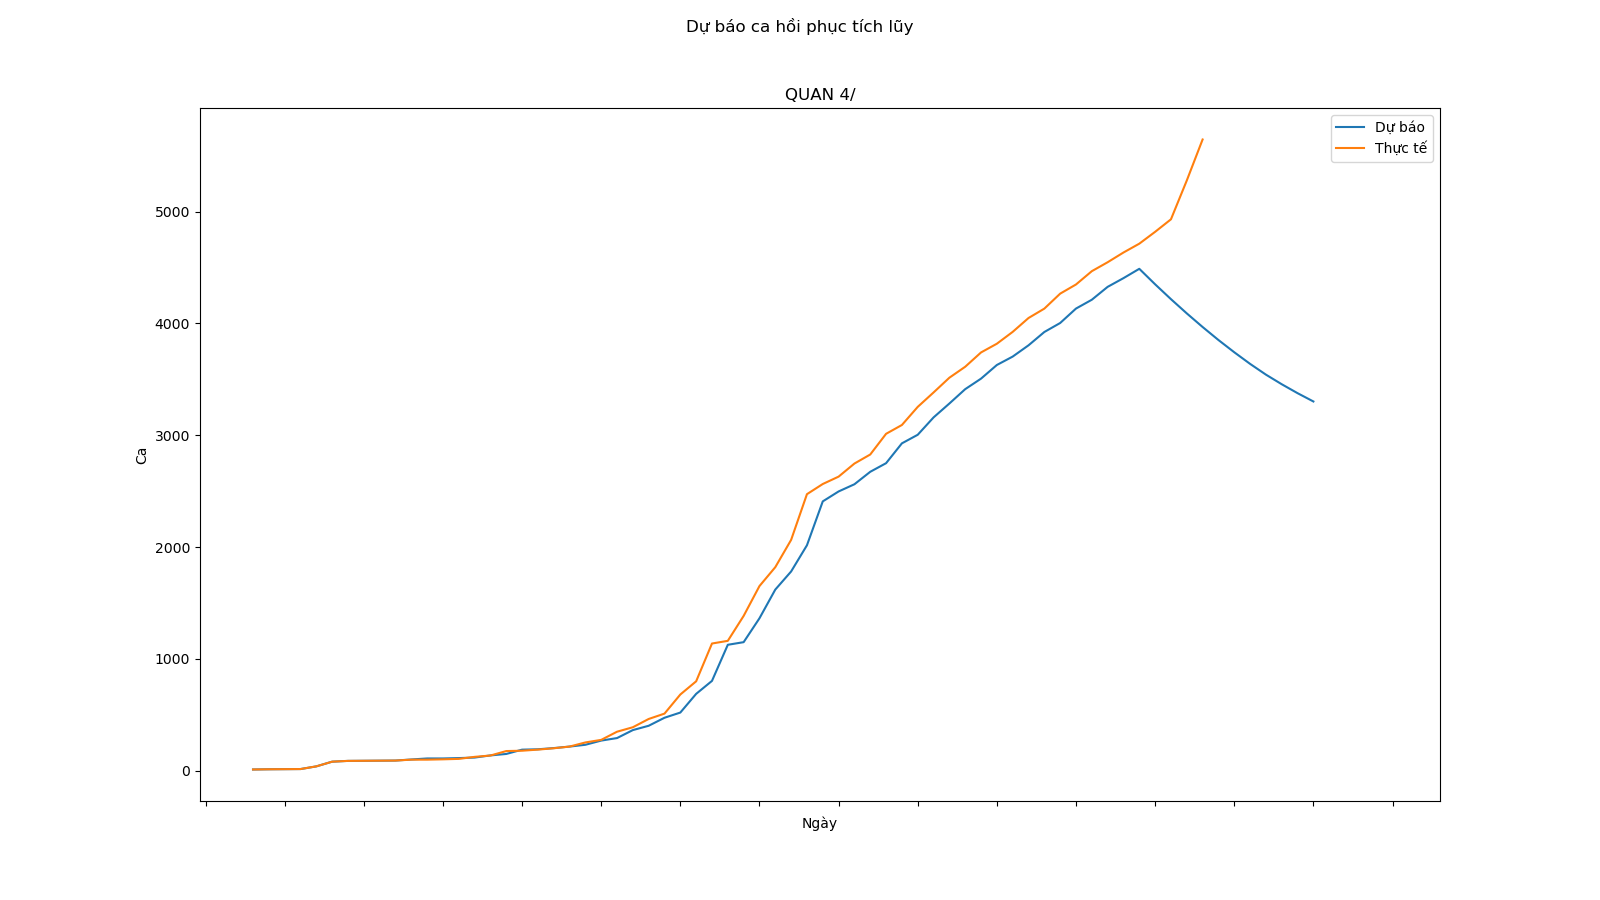 Dự báo ca hồi phục tích lũy
QUAN 4/
Dự báo
Thực tế
5000
4000
3000
2000
1000
0
Ca
Ngày